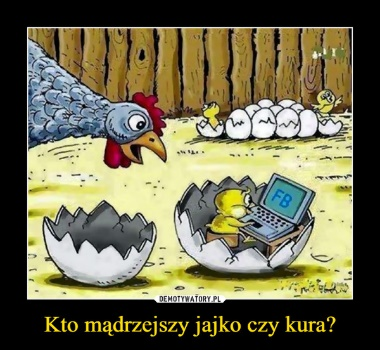 FB
DEMOTYWATORY.PL
Kto mądrzejszy jajko czy kura?